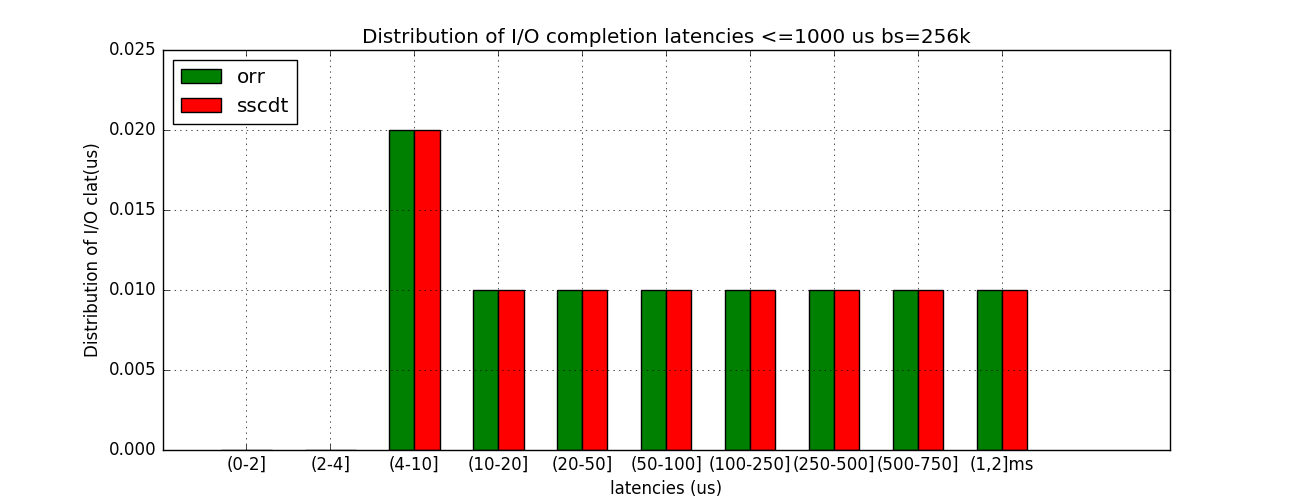 Distribution of I/O completion latencies <=1000 us bs=256k
orr
sscdt
Distribution of I/O clat(us)
0.025
0.020
0.015
0.010
0.005
0.000
(0-2] (2-4] (4-10] (10-20] (20-50] (50-100] (100-250] (250-500] (500-750] (1,2]ms
latencies (us)